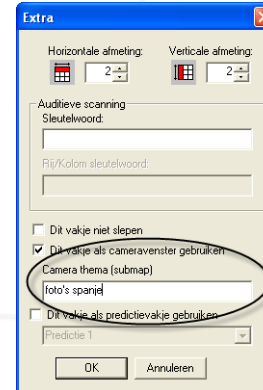 Extra
Horizontale afmeting: Verticale afmeting:
2 2
Auditieve scanning
Sleutelwoord:
Rij/Kolom sleutelwoord:
Dit vakje niet slepen
Dit vakje als cameravenster gebruiken
Camera thema (submap)
foto's spanje
Dit vakje als predictievakje gebruiken
Predictie 1
OK Annuleren